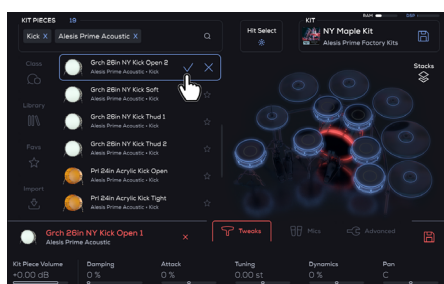 KIT PIECES 19
Kick X Alesis Prime Acoustic X
Hit Select
KIT
NY Maple Kit
Alesis Prime Factory Kits
RAM
DISP
Stacks
Class
Library
Favs
Import
Grch 26in NY Kick Open 2
Alesis Prime Acoustic • Kick
Grch 26in NY Kick Soft
Alesis Prime Acoustic • Kick
Grch 26in NY Kick Thud 1
Alesis Prime Acoustic • Kick
Grch 26in NY Kick Thud 2
Alesis Prime Acoustic • Kick
Prl 24in Acrylic Kick Open
Alesis Prime Acoustic • Kick
Prl 24in Acrylic Kick Tight
Alesis Prime Acoustic • Kick
Grch 26in NY Kick Open 1
Alesis Prime Acoustic
X
Tweaks
Mics
Advanced
Kit Piece Volume
+0.00 dB
Damping
0 %
Attack
0 %
Tuning
0.00 st
Dynamics
0 %
Pan
C